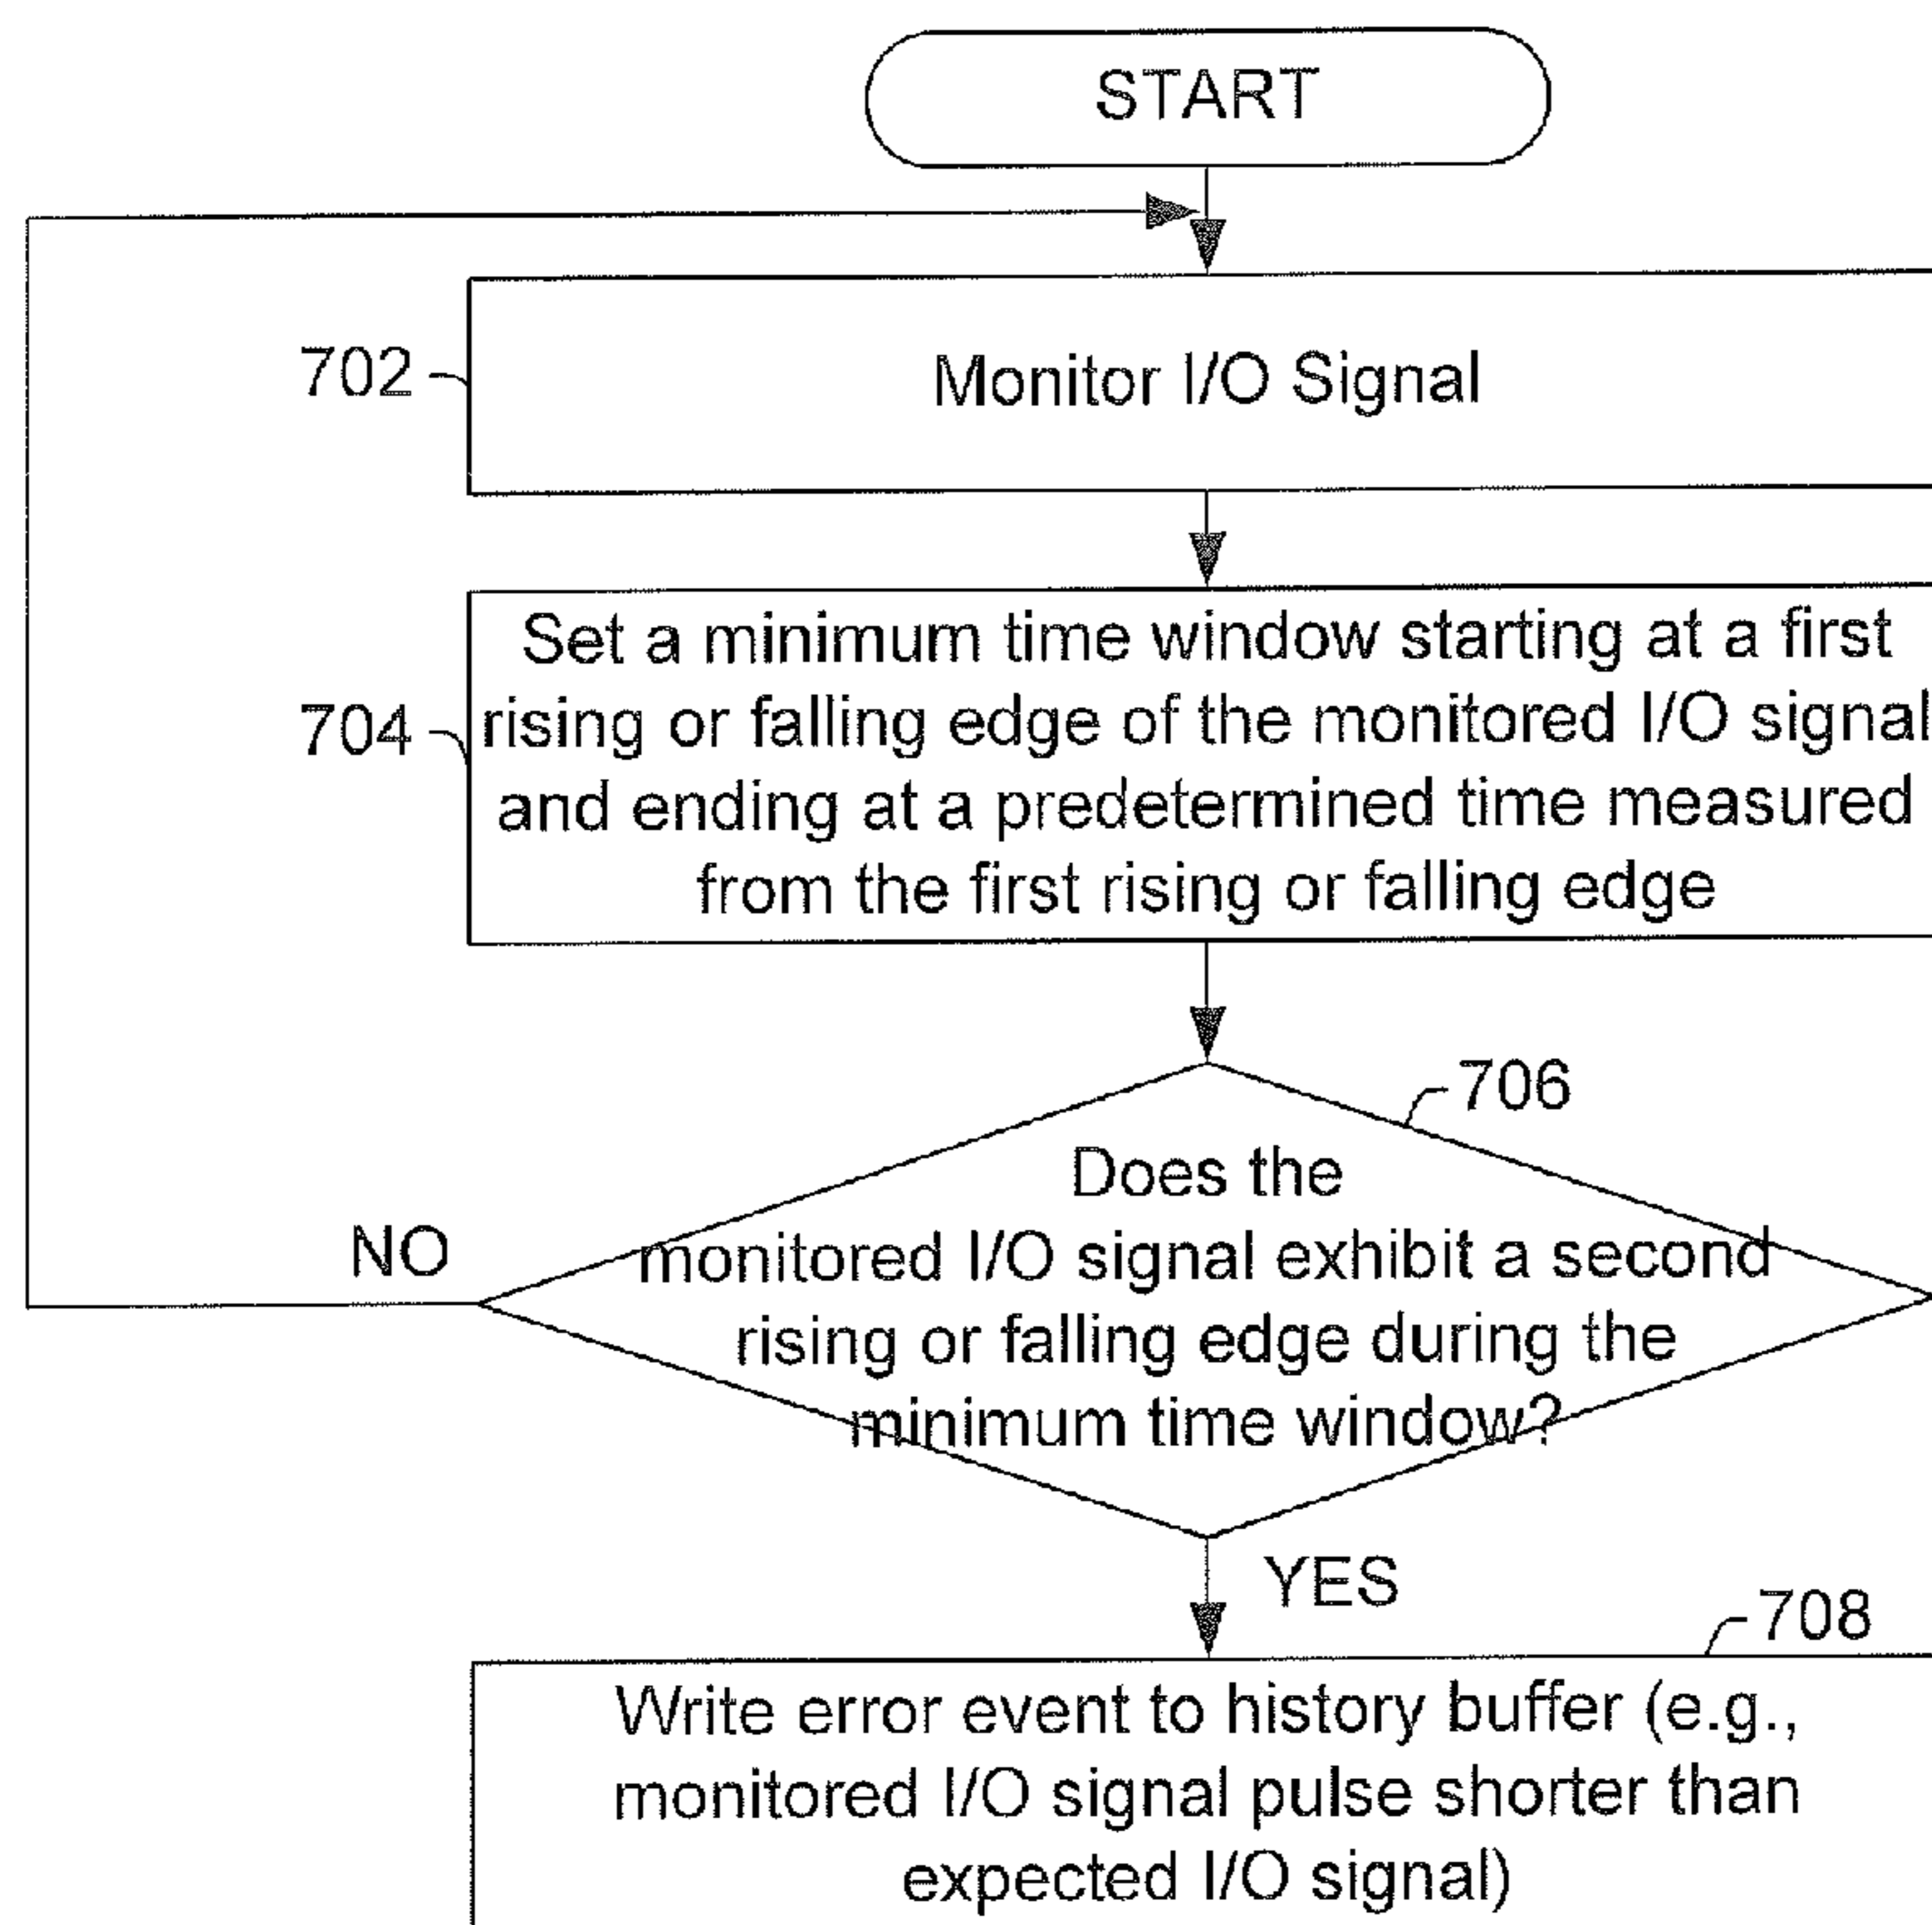 START
702
Monitor I/O Signal
704
Set a minimum time window starting at a first
rising or falling edge of the monitored I/O signal
and ending at a predetermined time measured
from the first rising or falling edge
706
Does the
monitored I/O signal exhibit a second
rising or falling edge during the
minimum time window?
NO
YES
708
Write error event to history buffer (e.g.,
monitored I/O signal pulse shorter than
expected I/O signal)